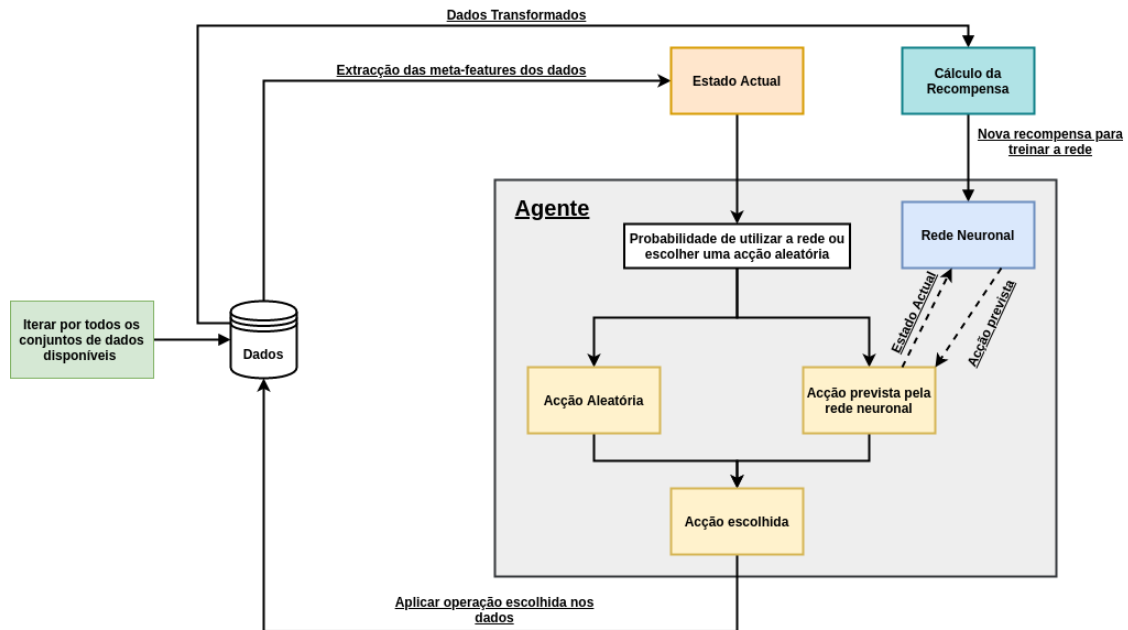 Dados Transformados
Extracção das meta-features dos dados
Estado Actual
Cálculo da
Recompensa
Nova recompensa para
treinar a rede
Agente
Probabilidade de utilizar a rede ou
escolher uma acção aleatória
Rede Neuronal
Estado Actual
Acção prevista
Iterar por todos os
conjuntos de dados
disponíveis
Dados
Acção Aleatória
Acção prevista pela
rede neuronal
Acção escolhida
Aplicar operação escolhida nos
dados